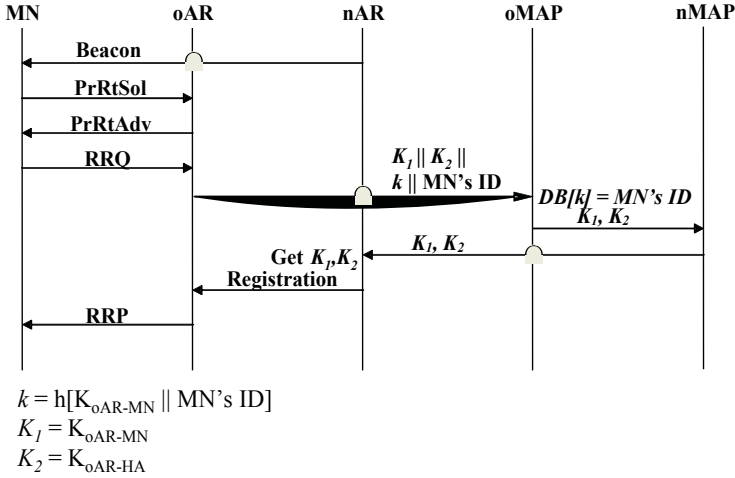 MN oAR nAR oMAP nMAP
Beacon
PrRtSol
PrRtAdv
RRQ
K1 || K2 ||
k || MN's ID
DB[k] = MN's ID
K1, K2
K1, K2
Get K1,K2
Registration
RRP
k = h[KoAR-MN || MN's ID]
K1 = KoAR-MN
K2 = KoAR-HA